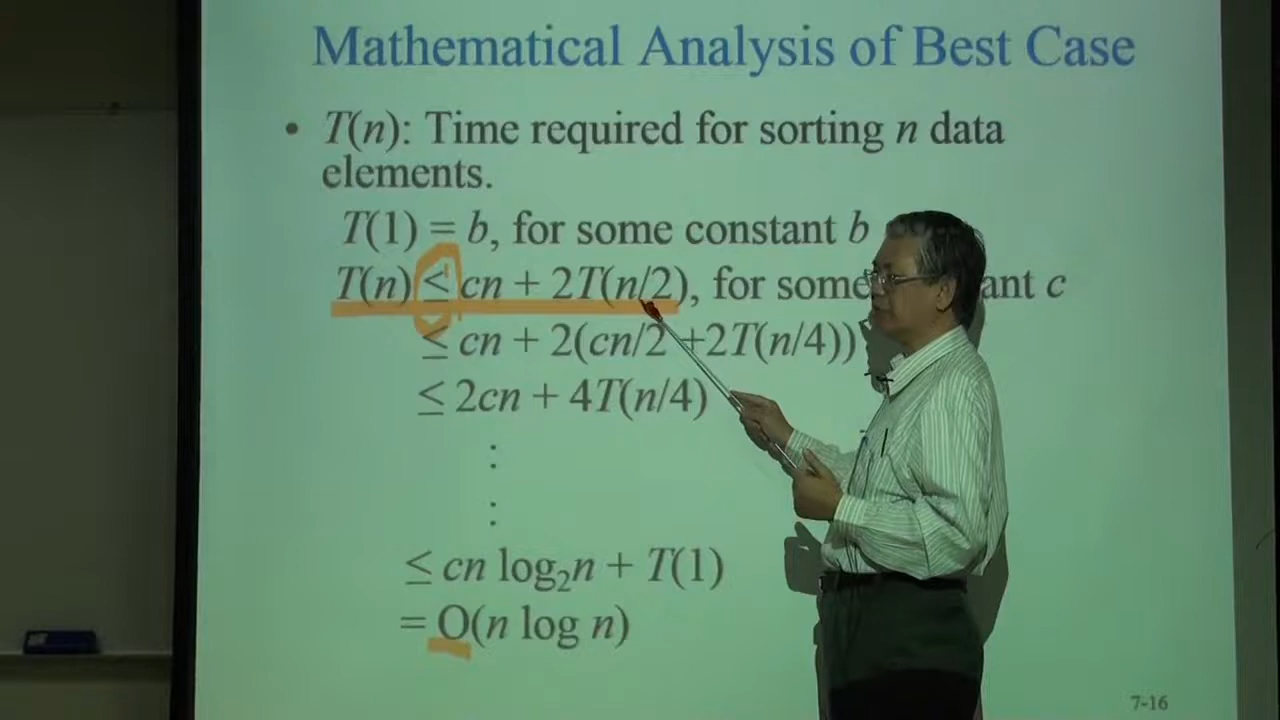 Mathematical Analysis of Best Case
• T(n): Time required for sorting n data
elements.
T(1) = b, for some constant b
T(n) ≤ cn + 2T(n/2), for some ant c
≤ cn + 2(cn/2 +2T(n/4))
≤ 2cn + 4T(n/4)
:
:
≤ cn log₂n + T(1)
= O(n log n)
7-16